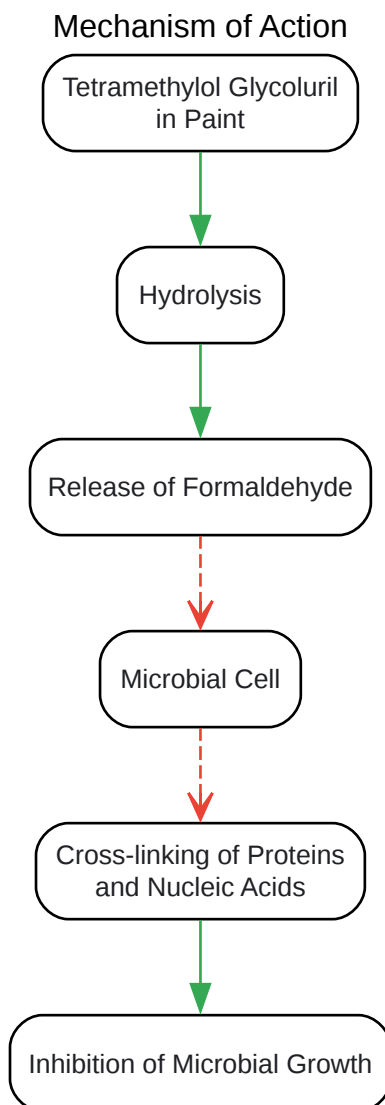 Mechanism of Action
Tetramethylol Glycoluril
in Paint
Hydrolysis
Release of Formaldehyde
Microbial Cell
Cross-linking of Proteins
and Nucleic Acids
Inhibition of Microbial Growth